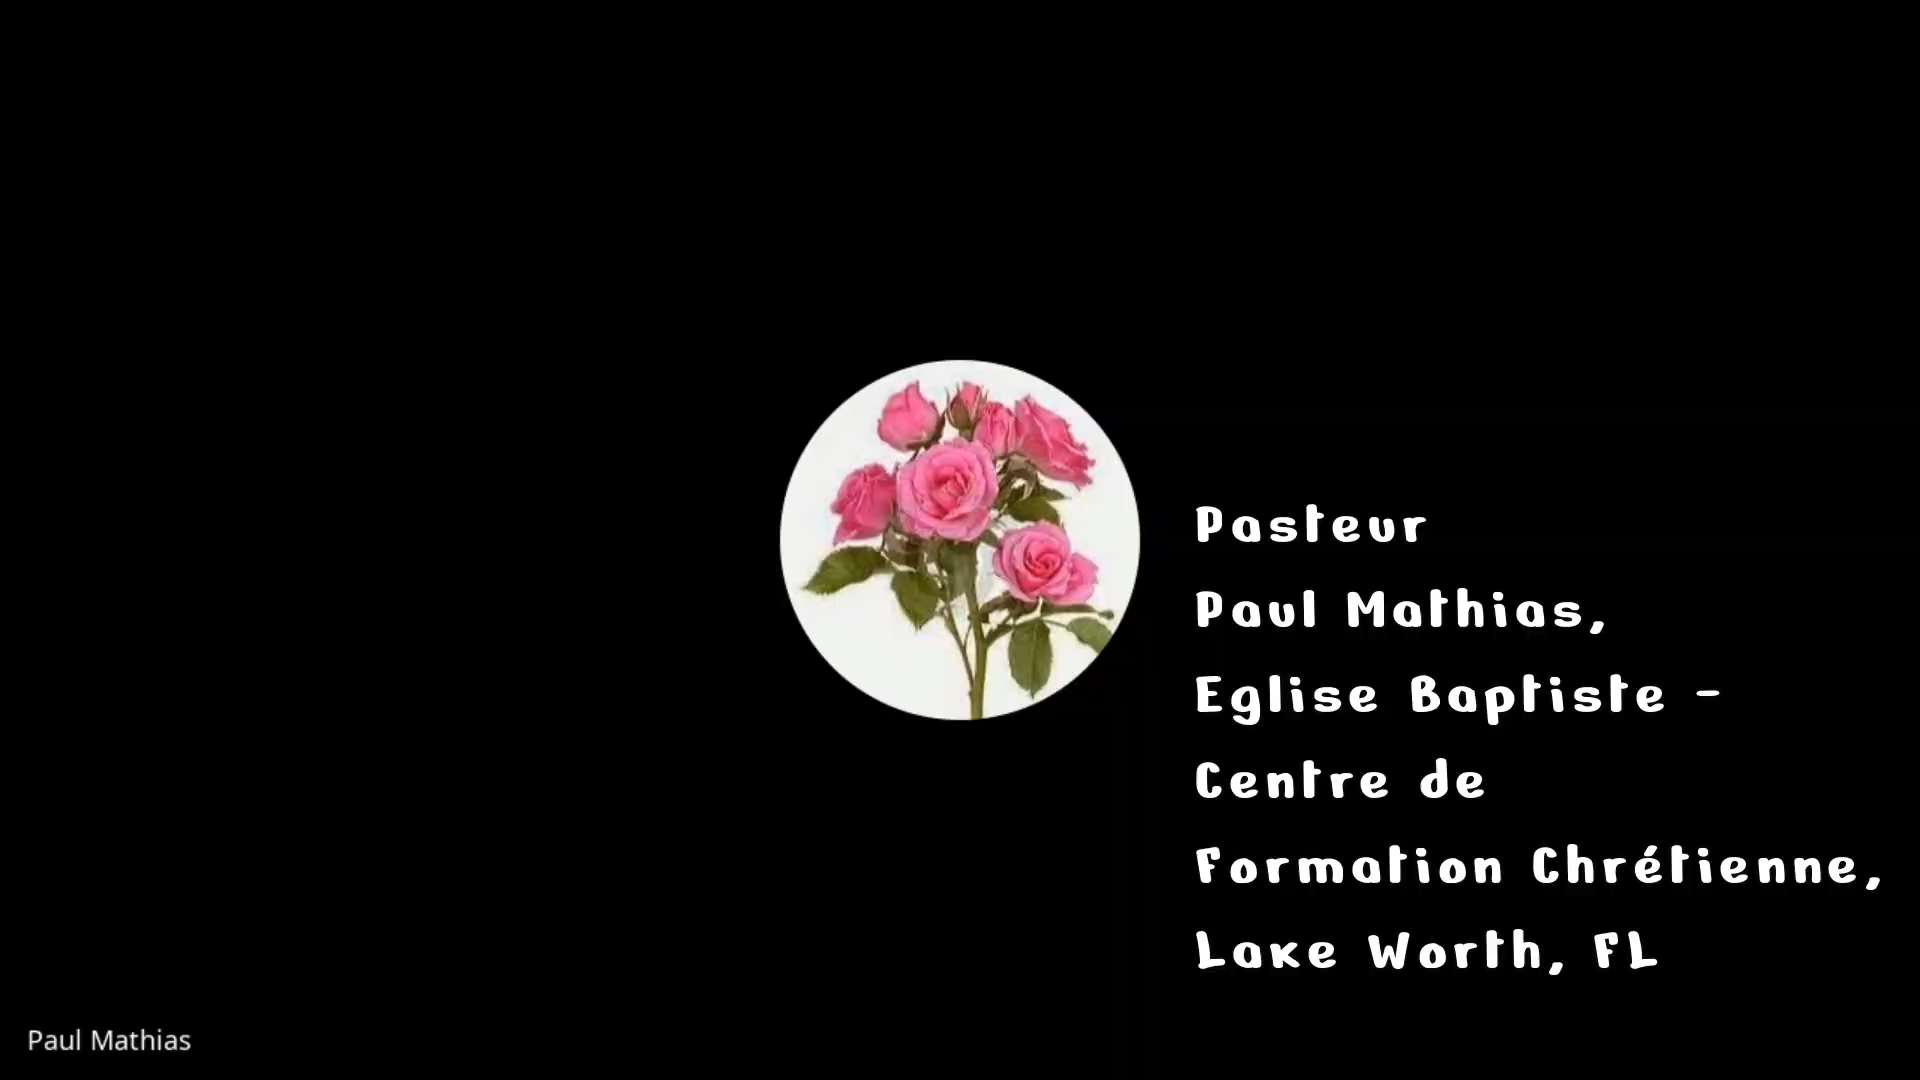 Pasteur
Paul Mathias,
Eglise Baptiste -
Centre de
Formation Chrétienne,
Lake Worth, FL
Paul Mathias